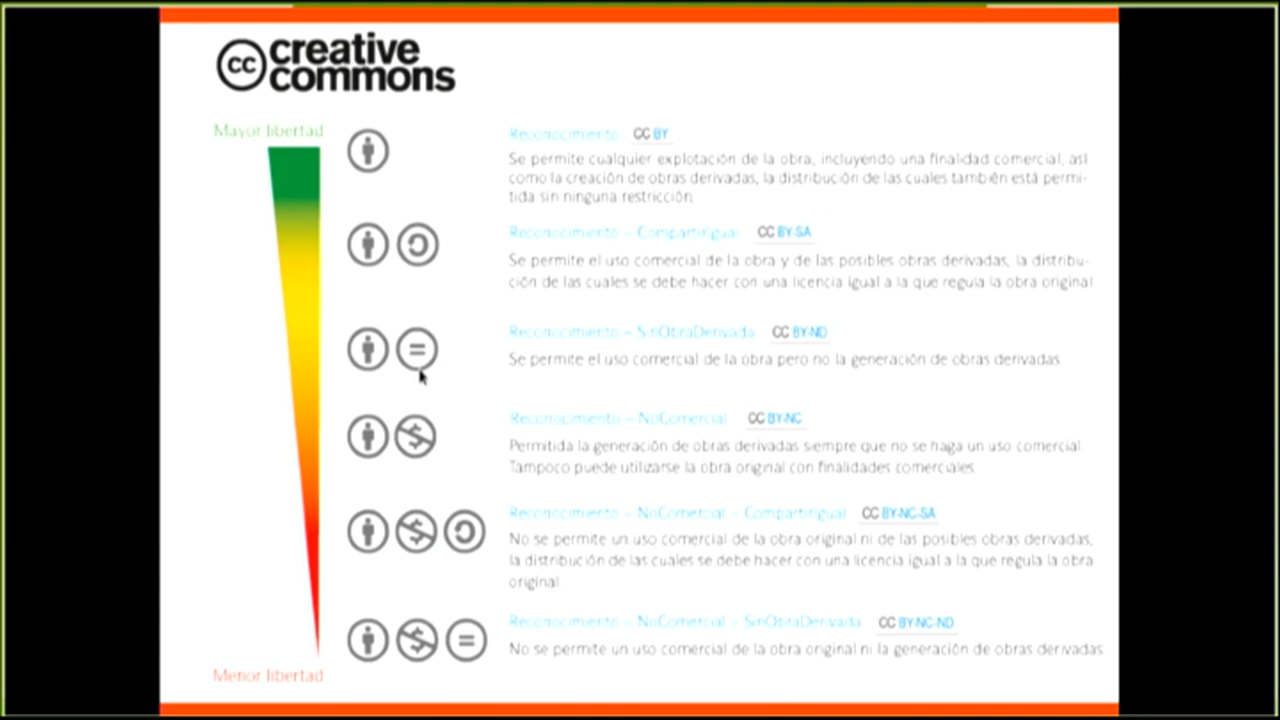 cc creative
commons
Mayor libertad
Reconocimiento CC BY
Se permite cualquier explotación de la obra, incluyendo una finalidad comercial, así
como la creación de obras derivadas, la distribución de las cuales también está permi-
tida sin ninguna restricción.
Reconocimiento – CompartirIgual CC BY-SA
Se permite el uso comercial de la obra y de las posibles obras derivadas, la distribu-
ción de las cuales se debe hacer con una licencia igual a la que regula la obra original.
Reconocimiento – SinObraDerivada CC BY-ND
Se permite el uso comercial de la obra pero no la generación de obras derivadas.
Reconocimiento – NoComercial CC BY-NC
Permitida la generación de obras derivadas siempre que no se haga un uso comercial.
Tampoco puede utilizarse la obra original con finalidades comerciales.
Reconocimiento – NoComercial – CompartirIgual CC BY-NC-SA
No se permite un uso comercial de la obra original ni de las posibles obras derivadas,
la distribución de las cuales se debe hacer con una licencia igual a la que regula la obra
original.
Reconocimiento – NoComercial – SinObraDerivada CC BY-NC-ND
No se permite un uso comercial de la obra original ni la generación de obras derivadas.
Menor libertad